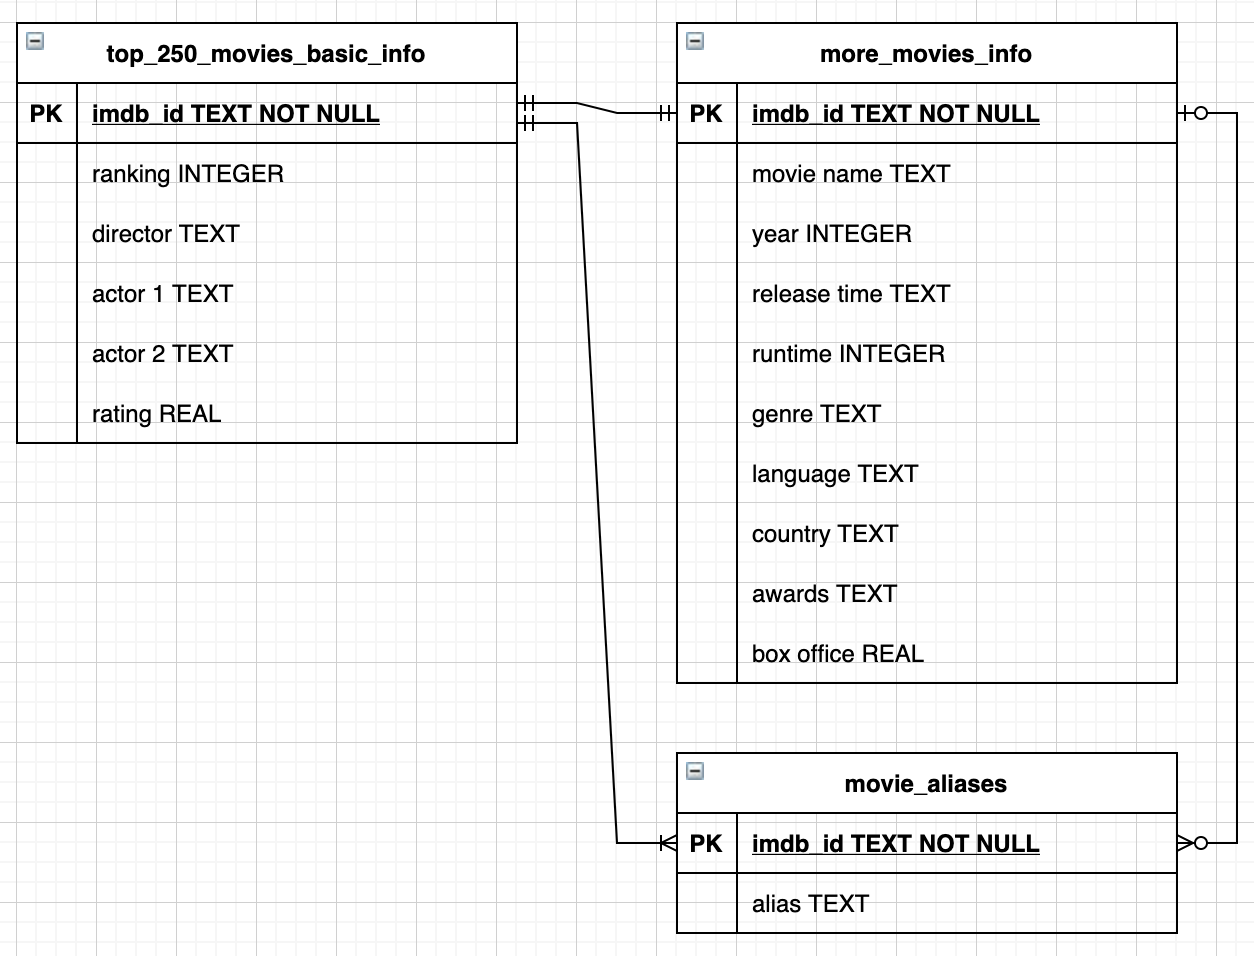 top_250_movies_basic_info
PK imdb_id TEXT NOT NULL
ranking INTEGER
director TEXT
actor 1 TEXT
actor 2 TEXT
rating REAL
more_movies_info
PK imdb_id TEXT NOT NULL
movie name TEXT
year INTEGER
release time TEXT
runtime INTEGER
genre TEXT
language TEXT
country TEXT
awards TEXT
box office REAL
movie_aliases
PK imdb_id TEXT NOT NULL
alias TEXT